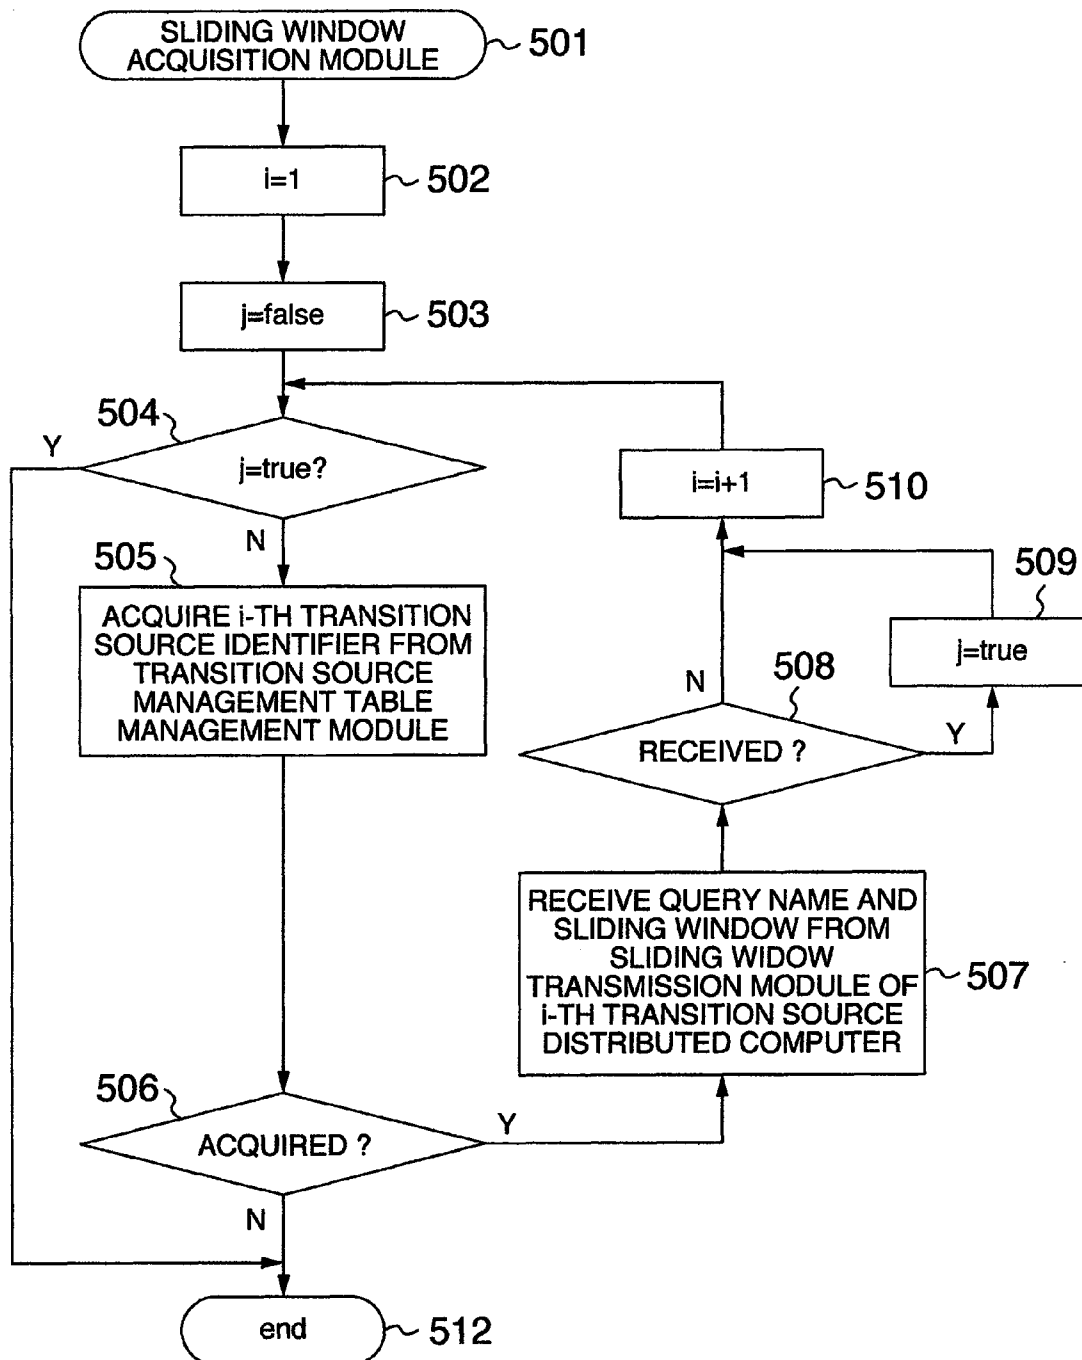 SLIDING WINDOW
ACQUISITION MODULE
501
i=1
502
j=false
503
504
Y
j=true?
N
i=i+1
510
505
ACQUIRE i-TH TRANSITION
SOURCE IDENTIFIER FROM
TRANSITION SOURCE
MANAGEMENT TABLE
MANAGEMENT MODULE
509
j=true
N
508
RECEIVED ?
Y
RECEIVE QUERY NAME AND
SLIDING WINDOW FROM
SLIDING WIDOW
TRANSMISSION MODULE OF
i-TH TRANSITION SOURCE
DISTRIBUTED COMPUTER
507
506
ACQUIRED ?
Y
N
end
512